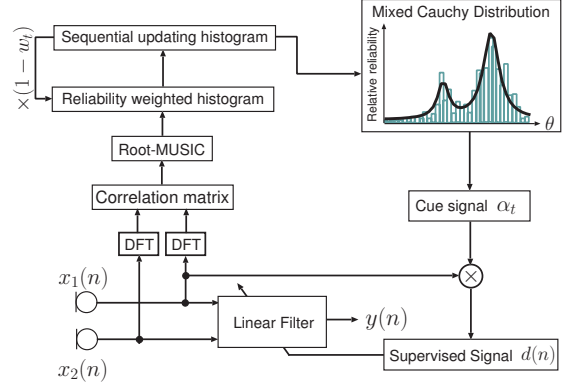 Mixed Cauchy Distribution
Relative reliability
θ
Sequential updating histogram
×(1 − w_t)
Reliability weighted histogram
Root-MUSIC
Correlation matrix
DFT DFT
Cue signal α_t
×
x_1(n)
x_2(n)
Linear Filter
y(n)
Supervised Signal d(n)